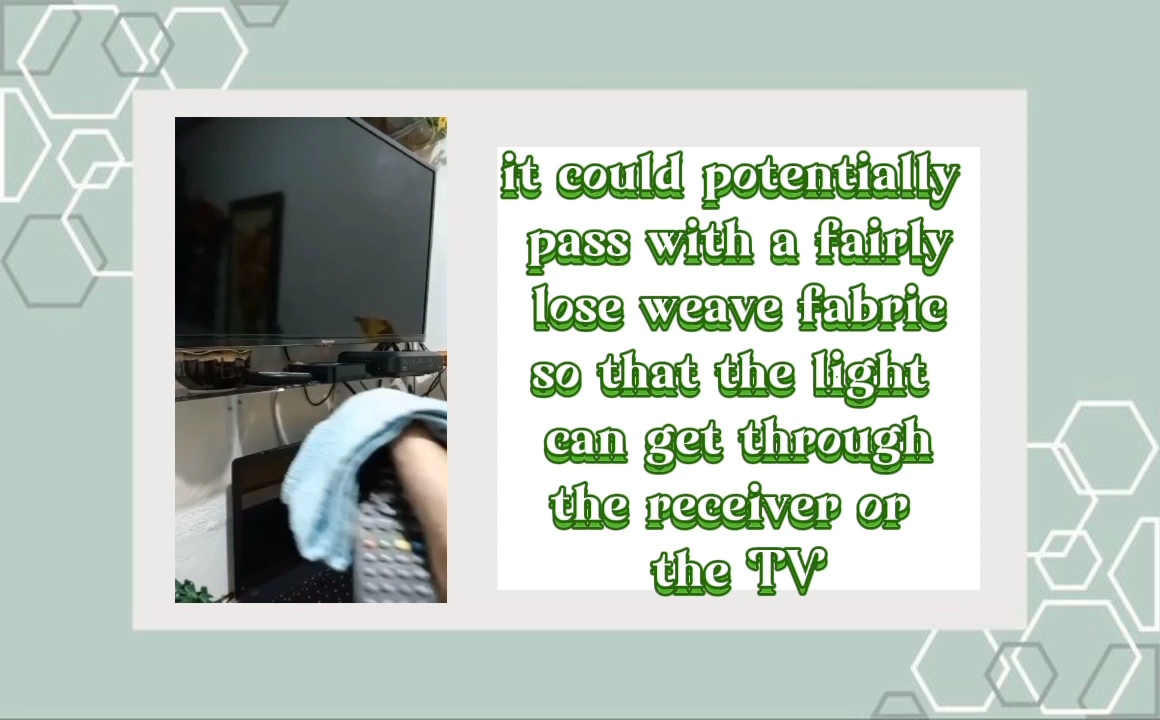 it could potentially
pass with a fairly
lose weave fabric
so that the light
can get through
the receiver or
the TV